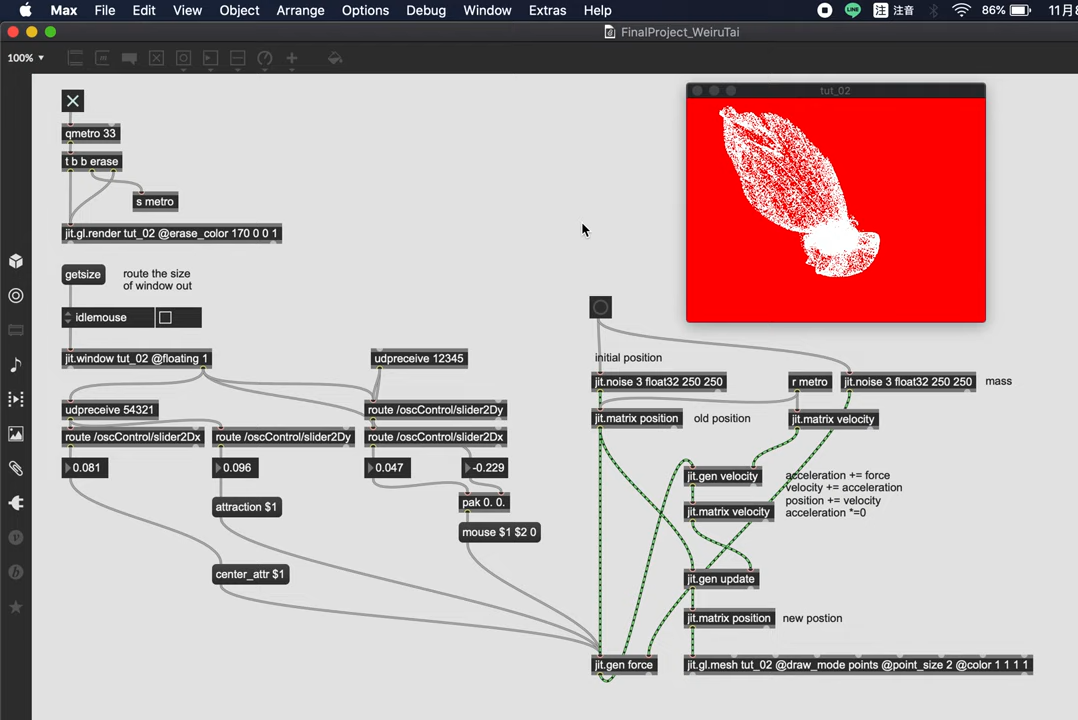 Max File Edit View Object Arrange Options Debug Window Extras Help
注 注音 86% 11月
FinalProject_WeiruTai
100%
tut_02
qmetro 33
t b b erase
s metro
jit.gl.render tut_02 @erase_color 170 0 0 1
getsize
route the size
of window out
idlemouse
jit.window tut_02 @floating 1
udpreceive 12345
initial position
jit.noise 3 float32 250 250
r metro
jit.noise 3 float32 250 250
mass
udpreceive 54321
route /oscControl/slider2Dy
jit.matrix position
old position
jit.matrix velocity
route /oscControl/slider2Dx
route /oscControl/slider2Dy
route /oscControl/slider2Dx
0.081
0.096
0.047
-0.229
jit.gen velocity
acceleration += force
velocity += acceleration
position += velocity
acceleration *=0
attraction $1
pak 0. 0.
jit.matrix velocity
mouse $1 $2 0
center_attr $1
jit.gen update
jit.matrix position
new postion
jit.gen force
jit.gl.mesh tut_02 @draw_mode points @point_size 2 @color 1 1 1 1